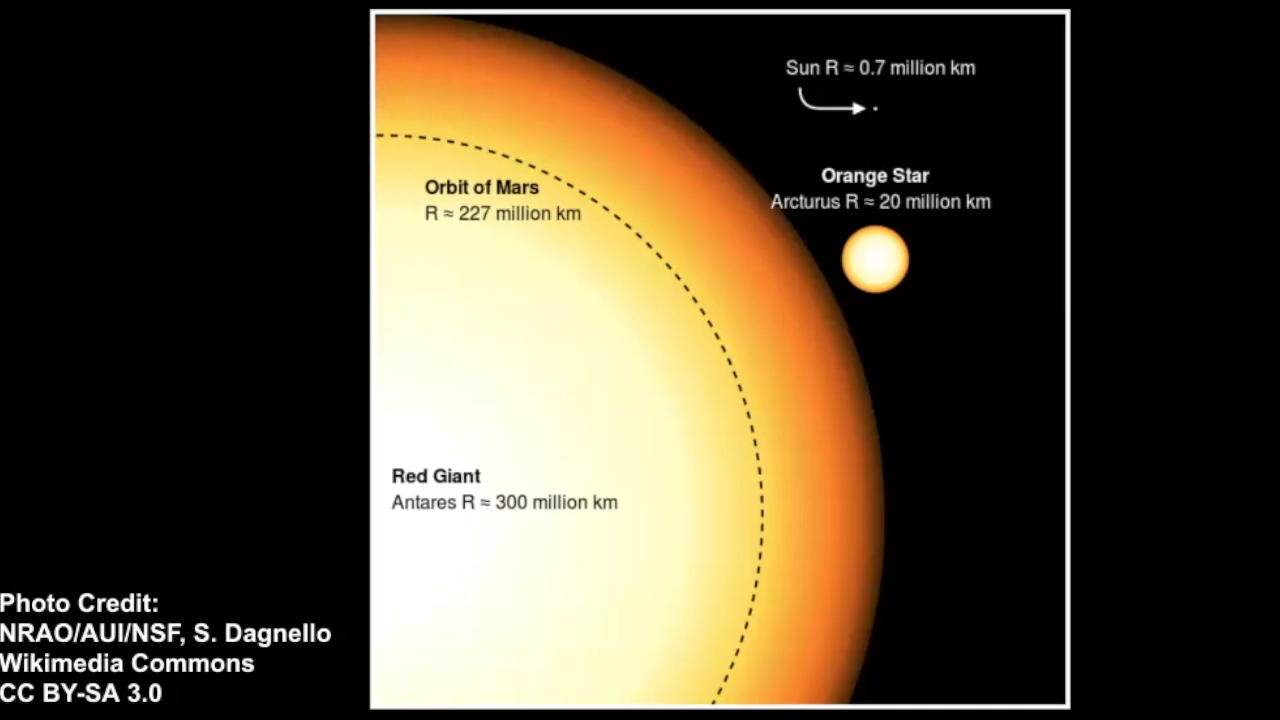 Sun R ≈ 0.7 million km
Orange Star
Arcturus R ≈ 20 million km
Orbit of Mars
R ≈ 227 million km
Red Giant
Antares R ≈ 300 million km
Photo Credit:
NRAO/AUI/NSF, S. Dagnello
Wikimedia Commons
CC BY-SA 3.0